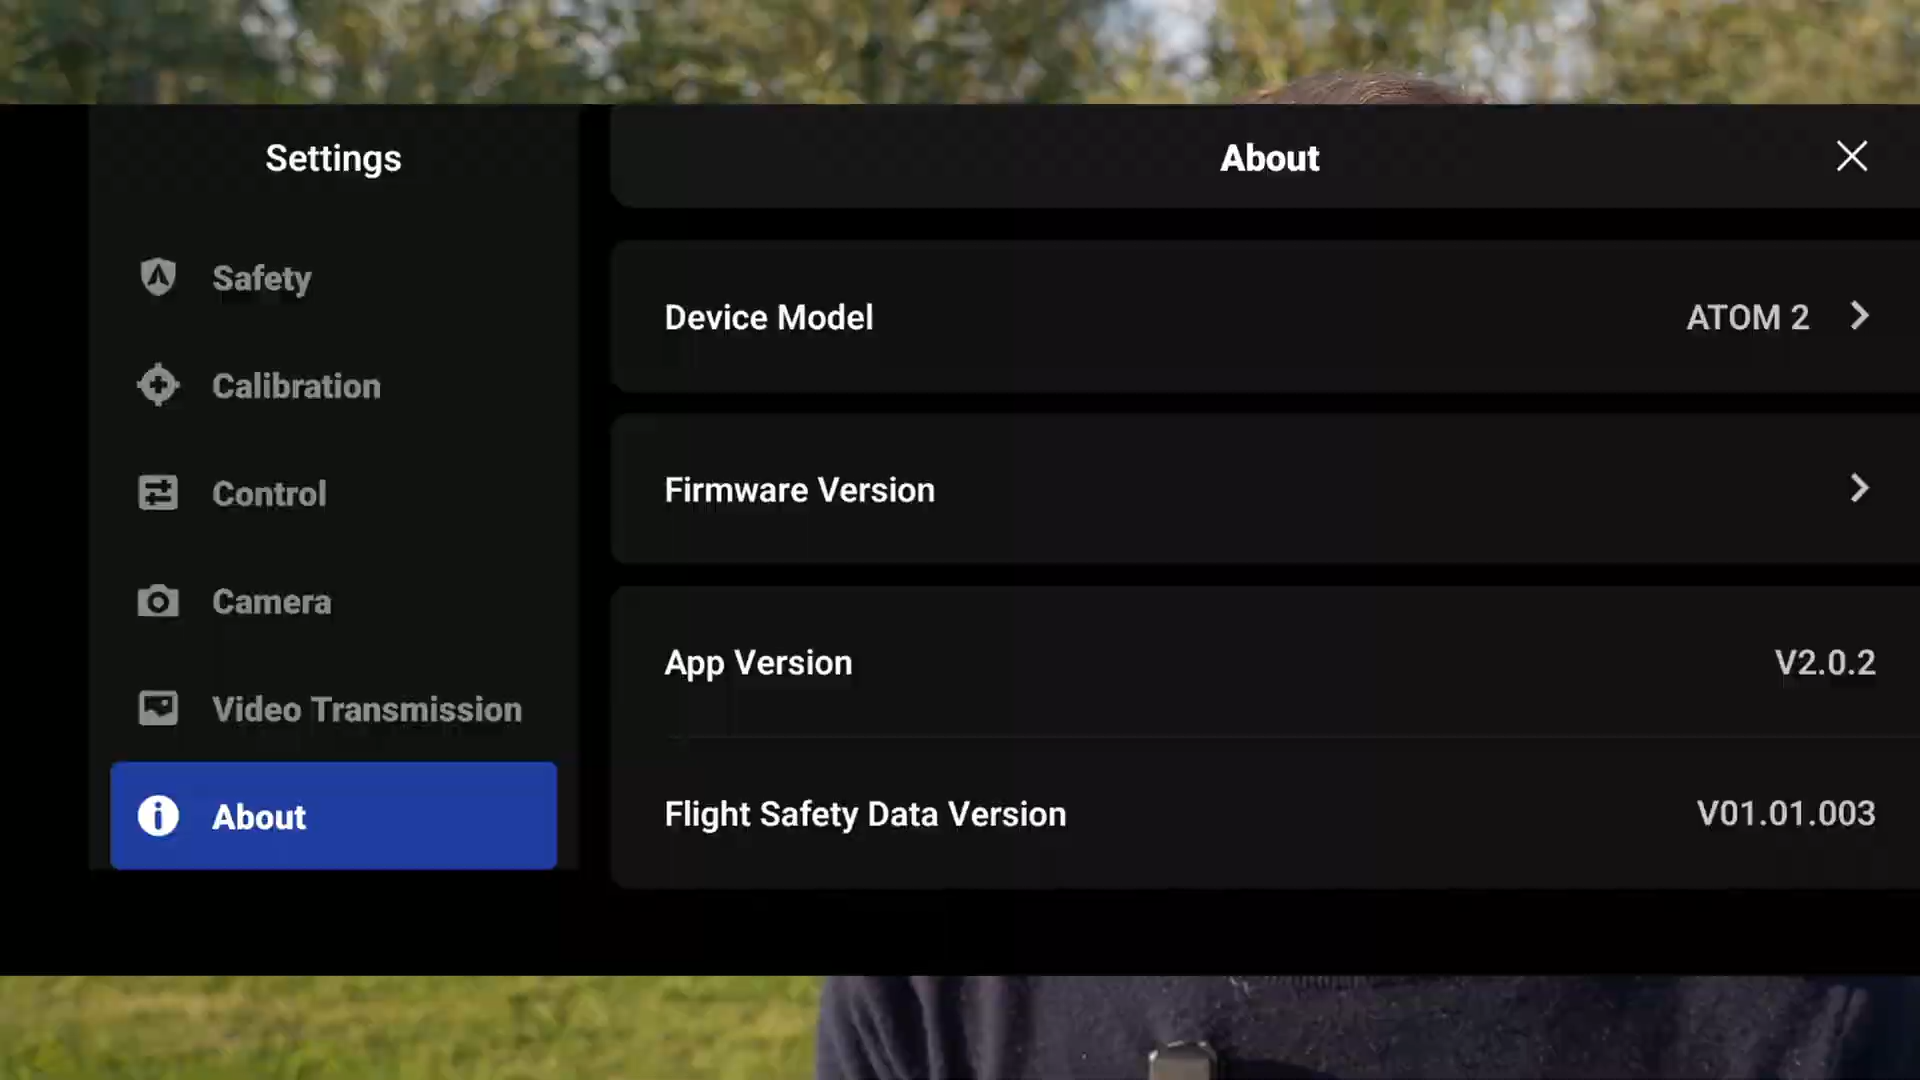 Settings
Safety
Calibration
Control
Camera
Video Transmission
About
About
Device Model ATOM 2
Firmware Version
App Version V2.0.2
Flight Safety Data Version V01.01.003